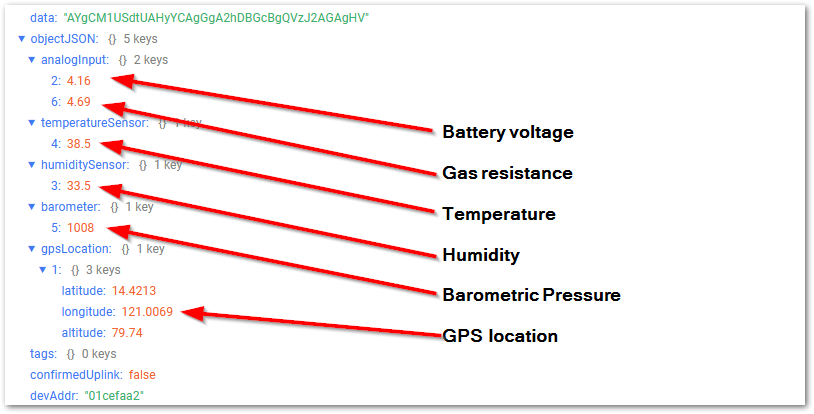 data: "AYgCM1USdtUAHyYCAgGgA2hDBGcBgQVzJ2AGAgHV"
objectJSON: {} 5 keys
analogInput: {} 2 keys
2: 4.16
6: 4.69
temperatureSensor: {} 1 key
4: 38.5
humiditySensor: {} 1 key
3: 33.5
barometer: {} 1 key
5: 1008
gpsLocation: {} 1 key
1: {} 3 keys
latitude: 14.4213
longitude: 121.0069
altitude: 79.74
tags: {} 0 keys
confirmedUplink: false
devAddr: "01cefaa2"
Battery voltage
Gas resistance
Temperature
Humidity
Barometric Pressure
GPS location